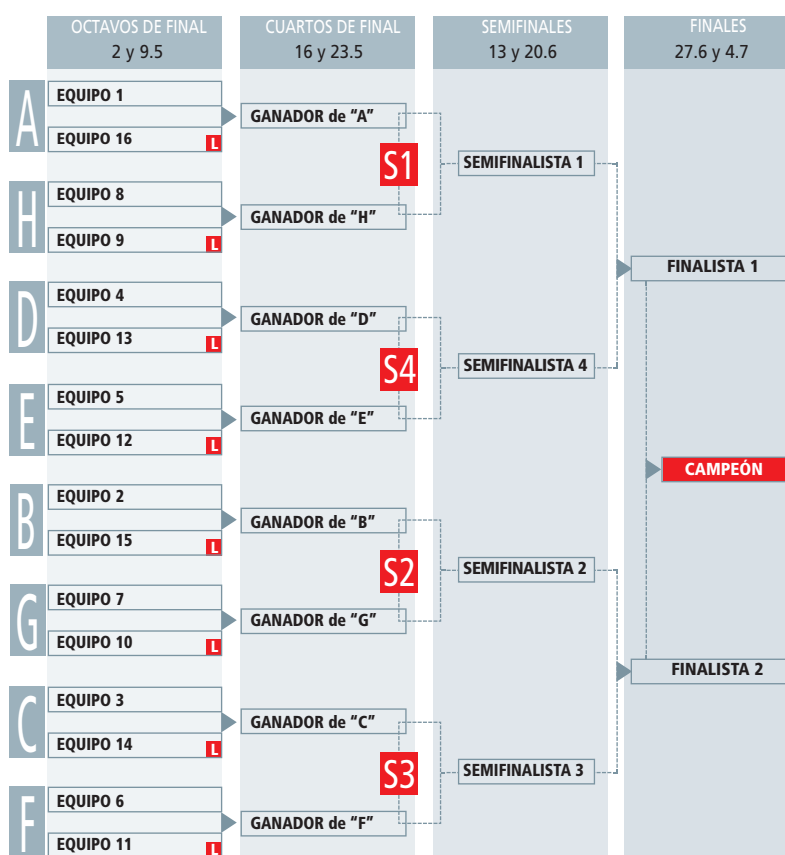 OCTAVOS DE FINAL
2 y 9.5
CUARTOS DE FINAL
16 y 23.5
SEMIFINALES
13 y 20.6
FINALES
27.6 y 4.7
A
EQUIPO 1
EQUIPO 16
L
GANADOR de “A”
H
EQUIPO 8
EQUIPO 9
L
GANADOR de “H”
S1
SEMIFINALISTA 1
D
EQUIPO 4
EQUIPO 13
L
GANADOR de “D”
E
EQUIPO 5
EQUIPO 12
L
GANADOR de “E”
S4
SEMIFINALISTA 4
FINALISTA 1
CAMPEÓN
B
EQUIPO 2
EQUIPO 15
L
GANADOR de “B”
G
EQUIPO 7
EQUIPO 10
L
GANADOR de “G”
S2
SEMIFINALISTA 2
C
EQUIPO 3
EQUIPO 14
L
GANADOR de “C”
F
EQUIPO 6
EQUIPO 11
L
GANADOR de “F”
S3
SEMIFINALISTA 3
FINALISTA 2